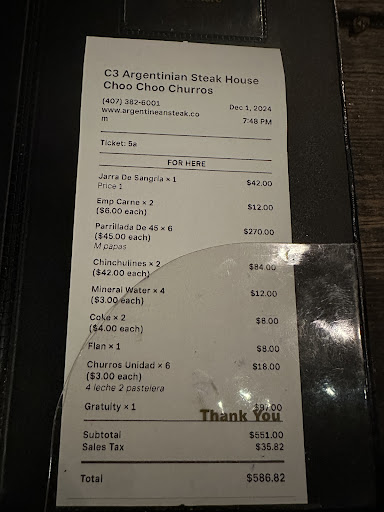 C3 Argentinian Steak House
Choo Choo Churros
(407) 382-6001
Dec 1, 2024
www.argentineansteak.co
m
7:48 PM
Ticket: 5a
FOR HERE
Jarra De Sangria × 1 $42.00
Price 1
Emp Carne × 2 $12.00
($6.00 each)
Parrillada De 45 × 6 $270.00
($45.00 each)
M papas
Chinchulines × 2 $84.00
($42.00 each)
Mineral Water × 4 $12.00
($3.00 each)
Coke × 2 $8.00
($4.00 each)
Flan × 1 $8.00
Churros Unidad × 6 $18.00
($3.00 each)
4 leche 2 pastelera
Gratuity × 1 $97.00
Thank You
Subtotal $551.00
Sales Tax $35.82
Total $586.82